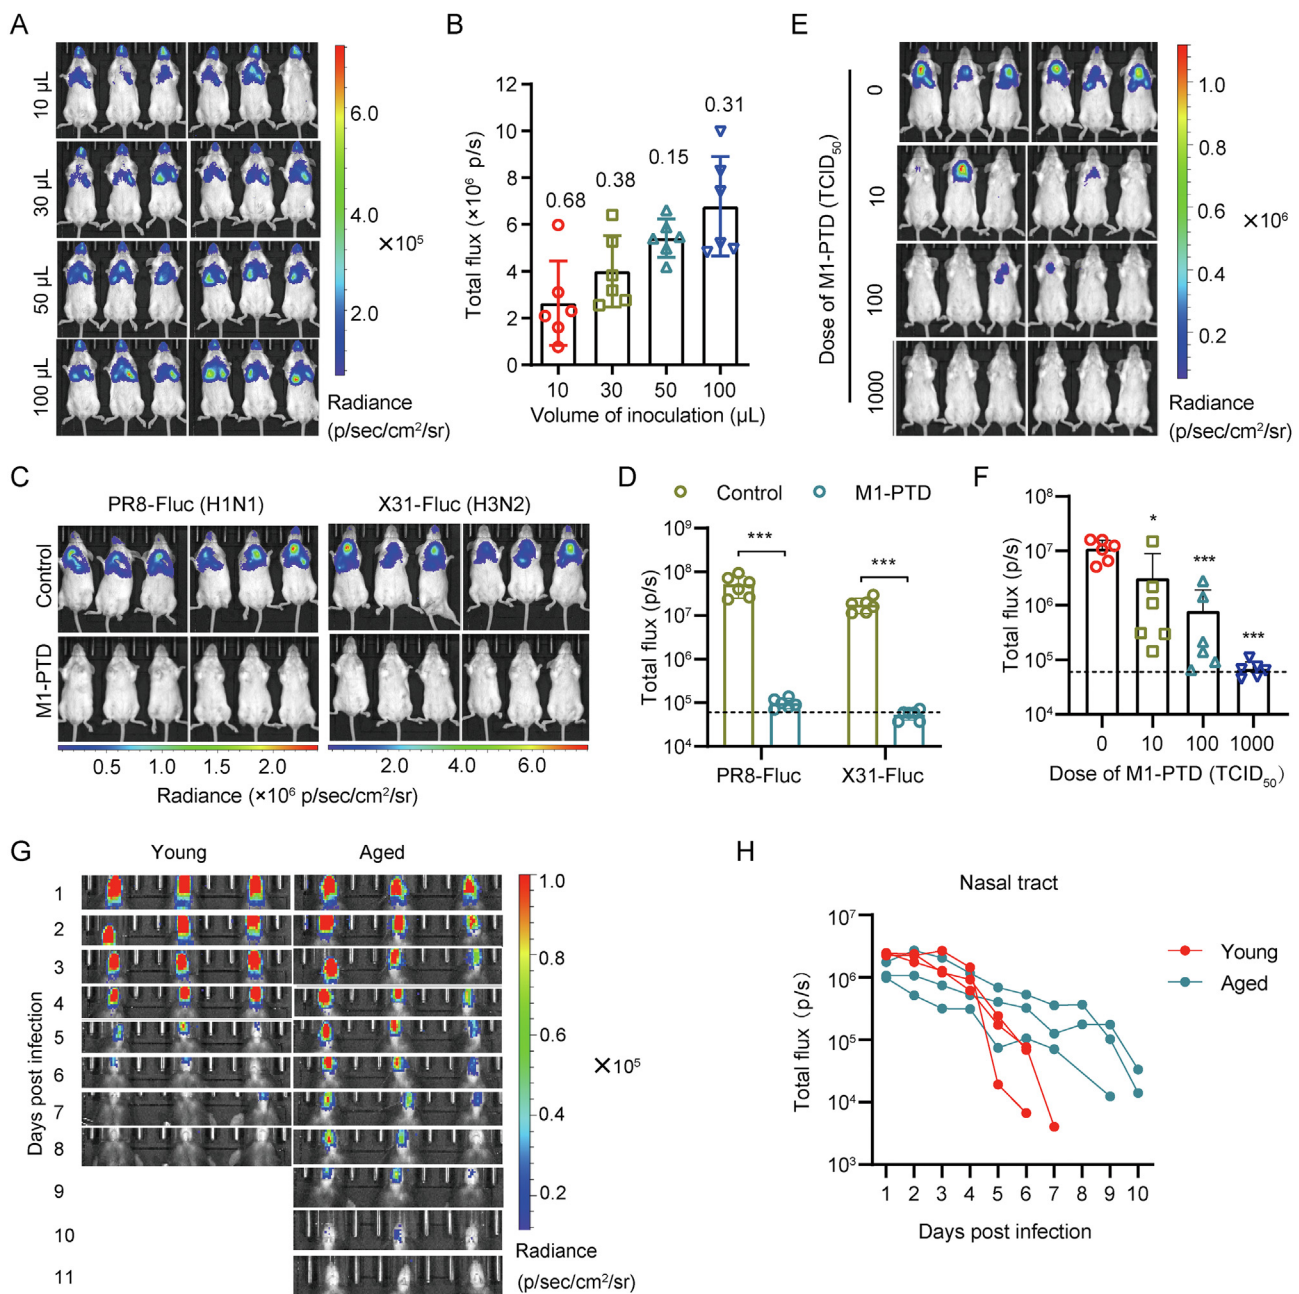 A
10 µL
30 µL
50 µL
100 µL
6.0
4.0
×10⁵
2.0
Radiance
(p/sec/cm²/sr)
B
Total flux (×10⁶ p/s)
12
10
8
6
4
2
0
0.68
0.38
0.15
0.31
10
30
50
100
Volume of inoculation (µL)
E
Dose of M1-PTD (TCID₅₀)
0
10
100
1000
1.0
0.8
0.6
×10⁶
0.4
0.2
Radiance
(p/sec/cm²/sr)
C
PR8-Fluc (H1N1)
X31-Fluc (H3N2)
Control
M1-PTD
0.5
1.0
1.5
2.0
2.0
4.0
6.0
Radiance (×10⁶ p/sec/cm²/sr)
D
Control
M1-PTD
Total flux (p/s)
10⁹
10⁸
10⁷
10⁶
10⁵
10⁴
***
***
PR8-Fluc
X31-Fluc
F
Total flux (p/s)
10⁸
10⁷
10⁶
10⁵
10⁴
*
***
***
0
10
100
1000
Dose of M1-PTD (TCID₅₀)
G
Young
Aged
Days post infection
1
2
3
4
5
6
7
8
9
10
11
1.0
0.8
0.6
×10⁵
0.4
0.2
Radiance
(p/sec/cm²/sr)
H
Nasal tract
Total flux (p/s)
10⁷
10⁶
10⁵
10⁴
10³
1
2
3
4
5
6
7
8
9
10
Days post infection
Young
Aged